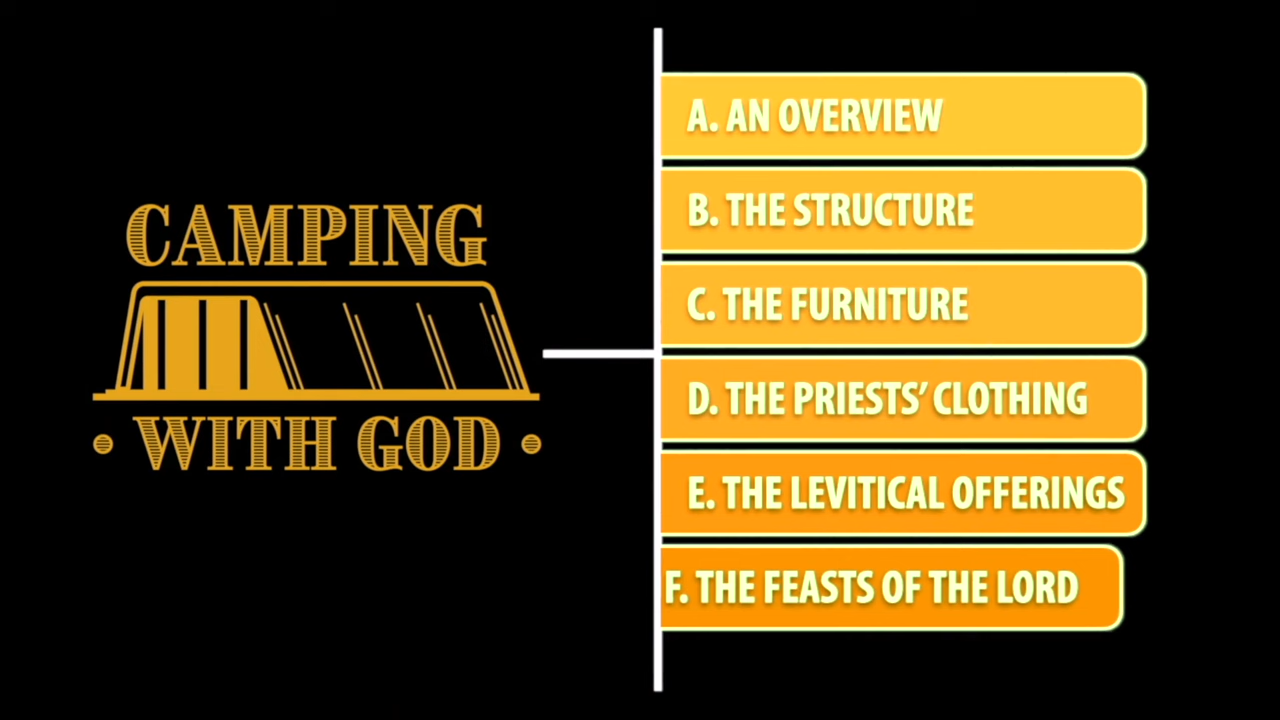 CAMPING
WITH GOD
A. AN OVERVIEW
B. THE STRUCTURE
C. THE FURNITURE
D. THE PRIESTS’ CLOTHING
E. THE LEVITICAL OFFERINGS
F. THE FEASTS OF THE LORD